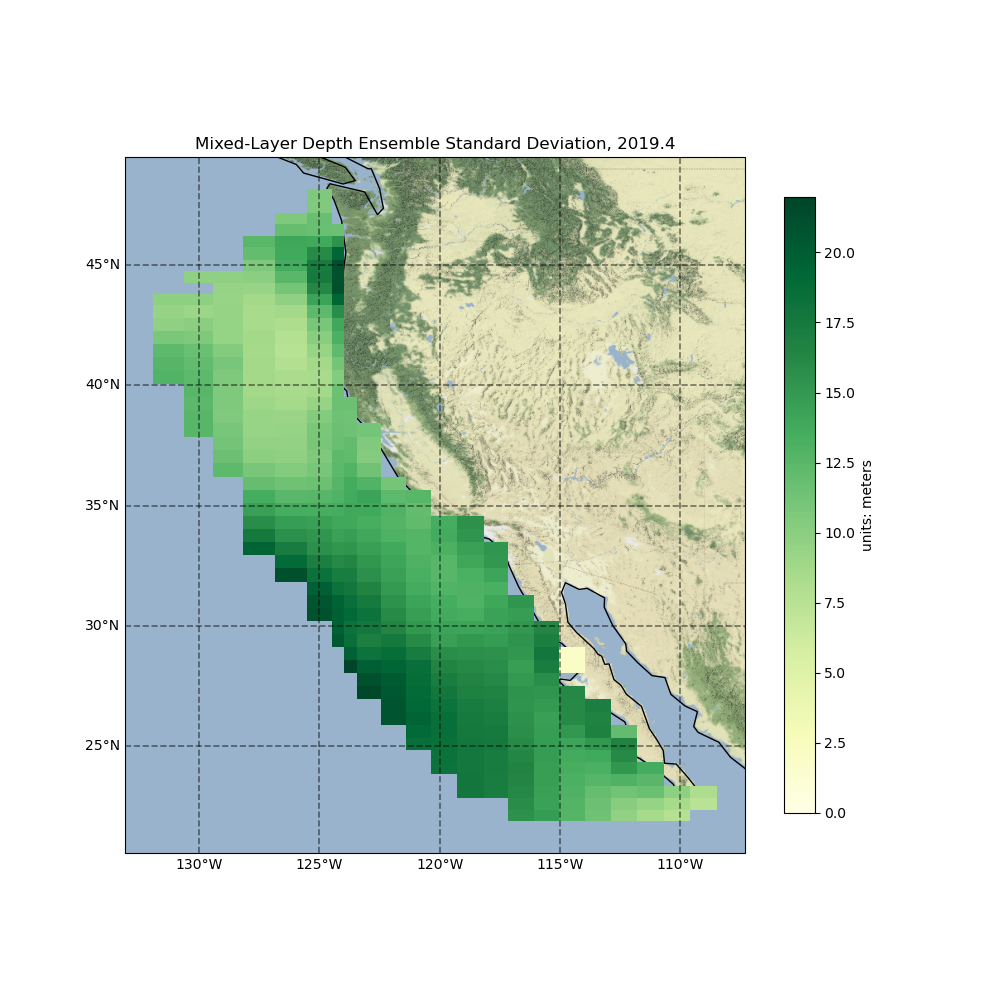 Mixed-Layer Depth Ensemble Standard Deviation, 2019.4
45°N
40°N
35°N
30°N
25°N
130°W 125°W 120°W 115°W 110°W
20.0
17.5
15.0
12.5
10.0
7.5
5.0
2.5
0.0
units: meters